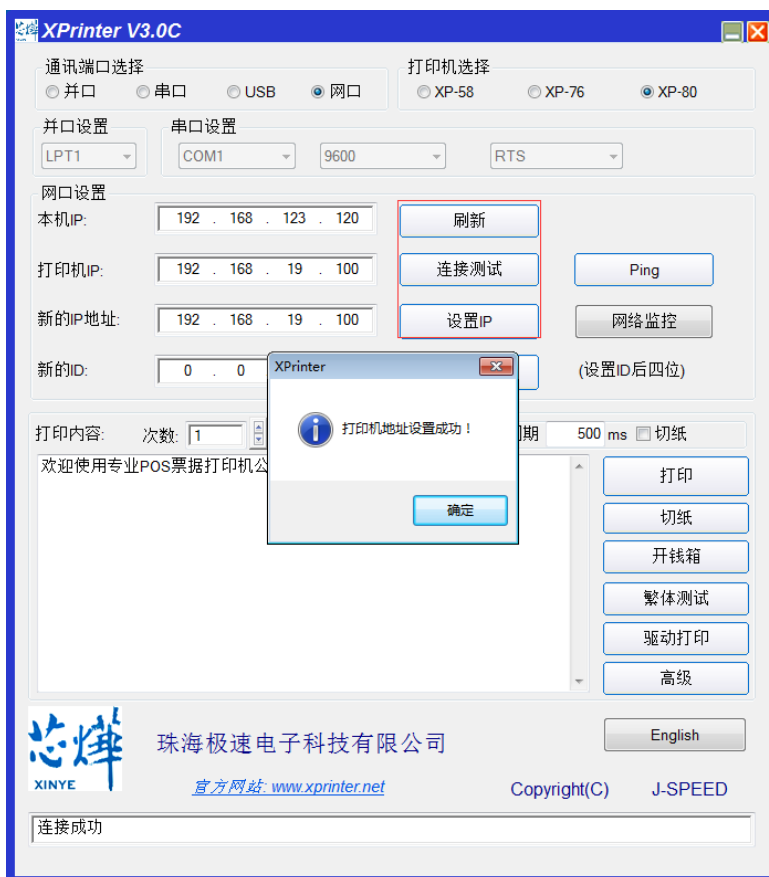 XPrinter V3.0C
通讯端口选择
并口 串口 USB 网口
打印机选择
XP-58 XP-76 XP-80
并口设置
LPT1
串口设置
COM1 9600 RTS
网口设置
本机IP: 192 . 168 . 123 . 120 刷新
打印机IP: 192 . 168 . 19 . 100 连接测试 Ping
新的IP地址: 192 . 168 . 19 . 100 设置IP 网络监控
新的ID: 0 . 0 (设置ID后四位)
XPrinter
打印机地址设置成功！
确定
打印内容: 次数: 1 期 500 ms 切纸
欢迎使用专业POS票据打印机公
打印
切纸
开钱箱
繁体测试
驱动打印
高级
芯烨
XINYE
珠海极速电子科技有限公司
English
官方网站: www.xprinter.net
Copyright(C) J-SPEED
连接成功